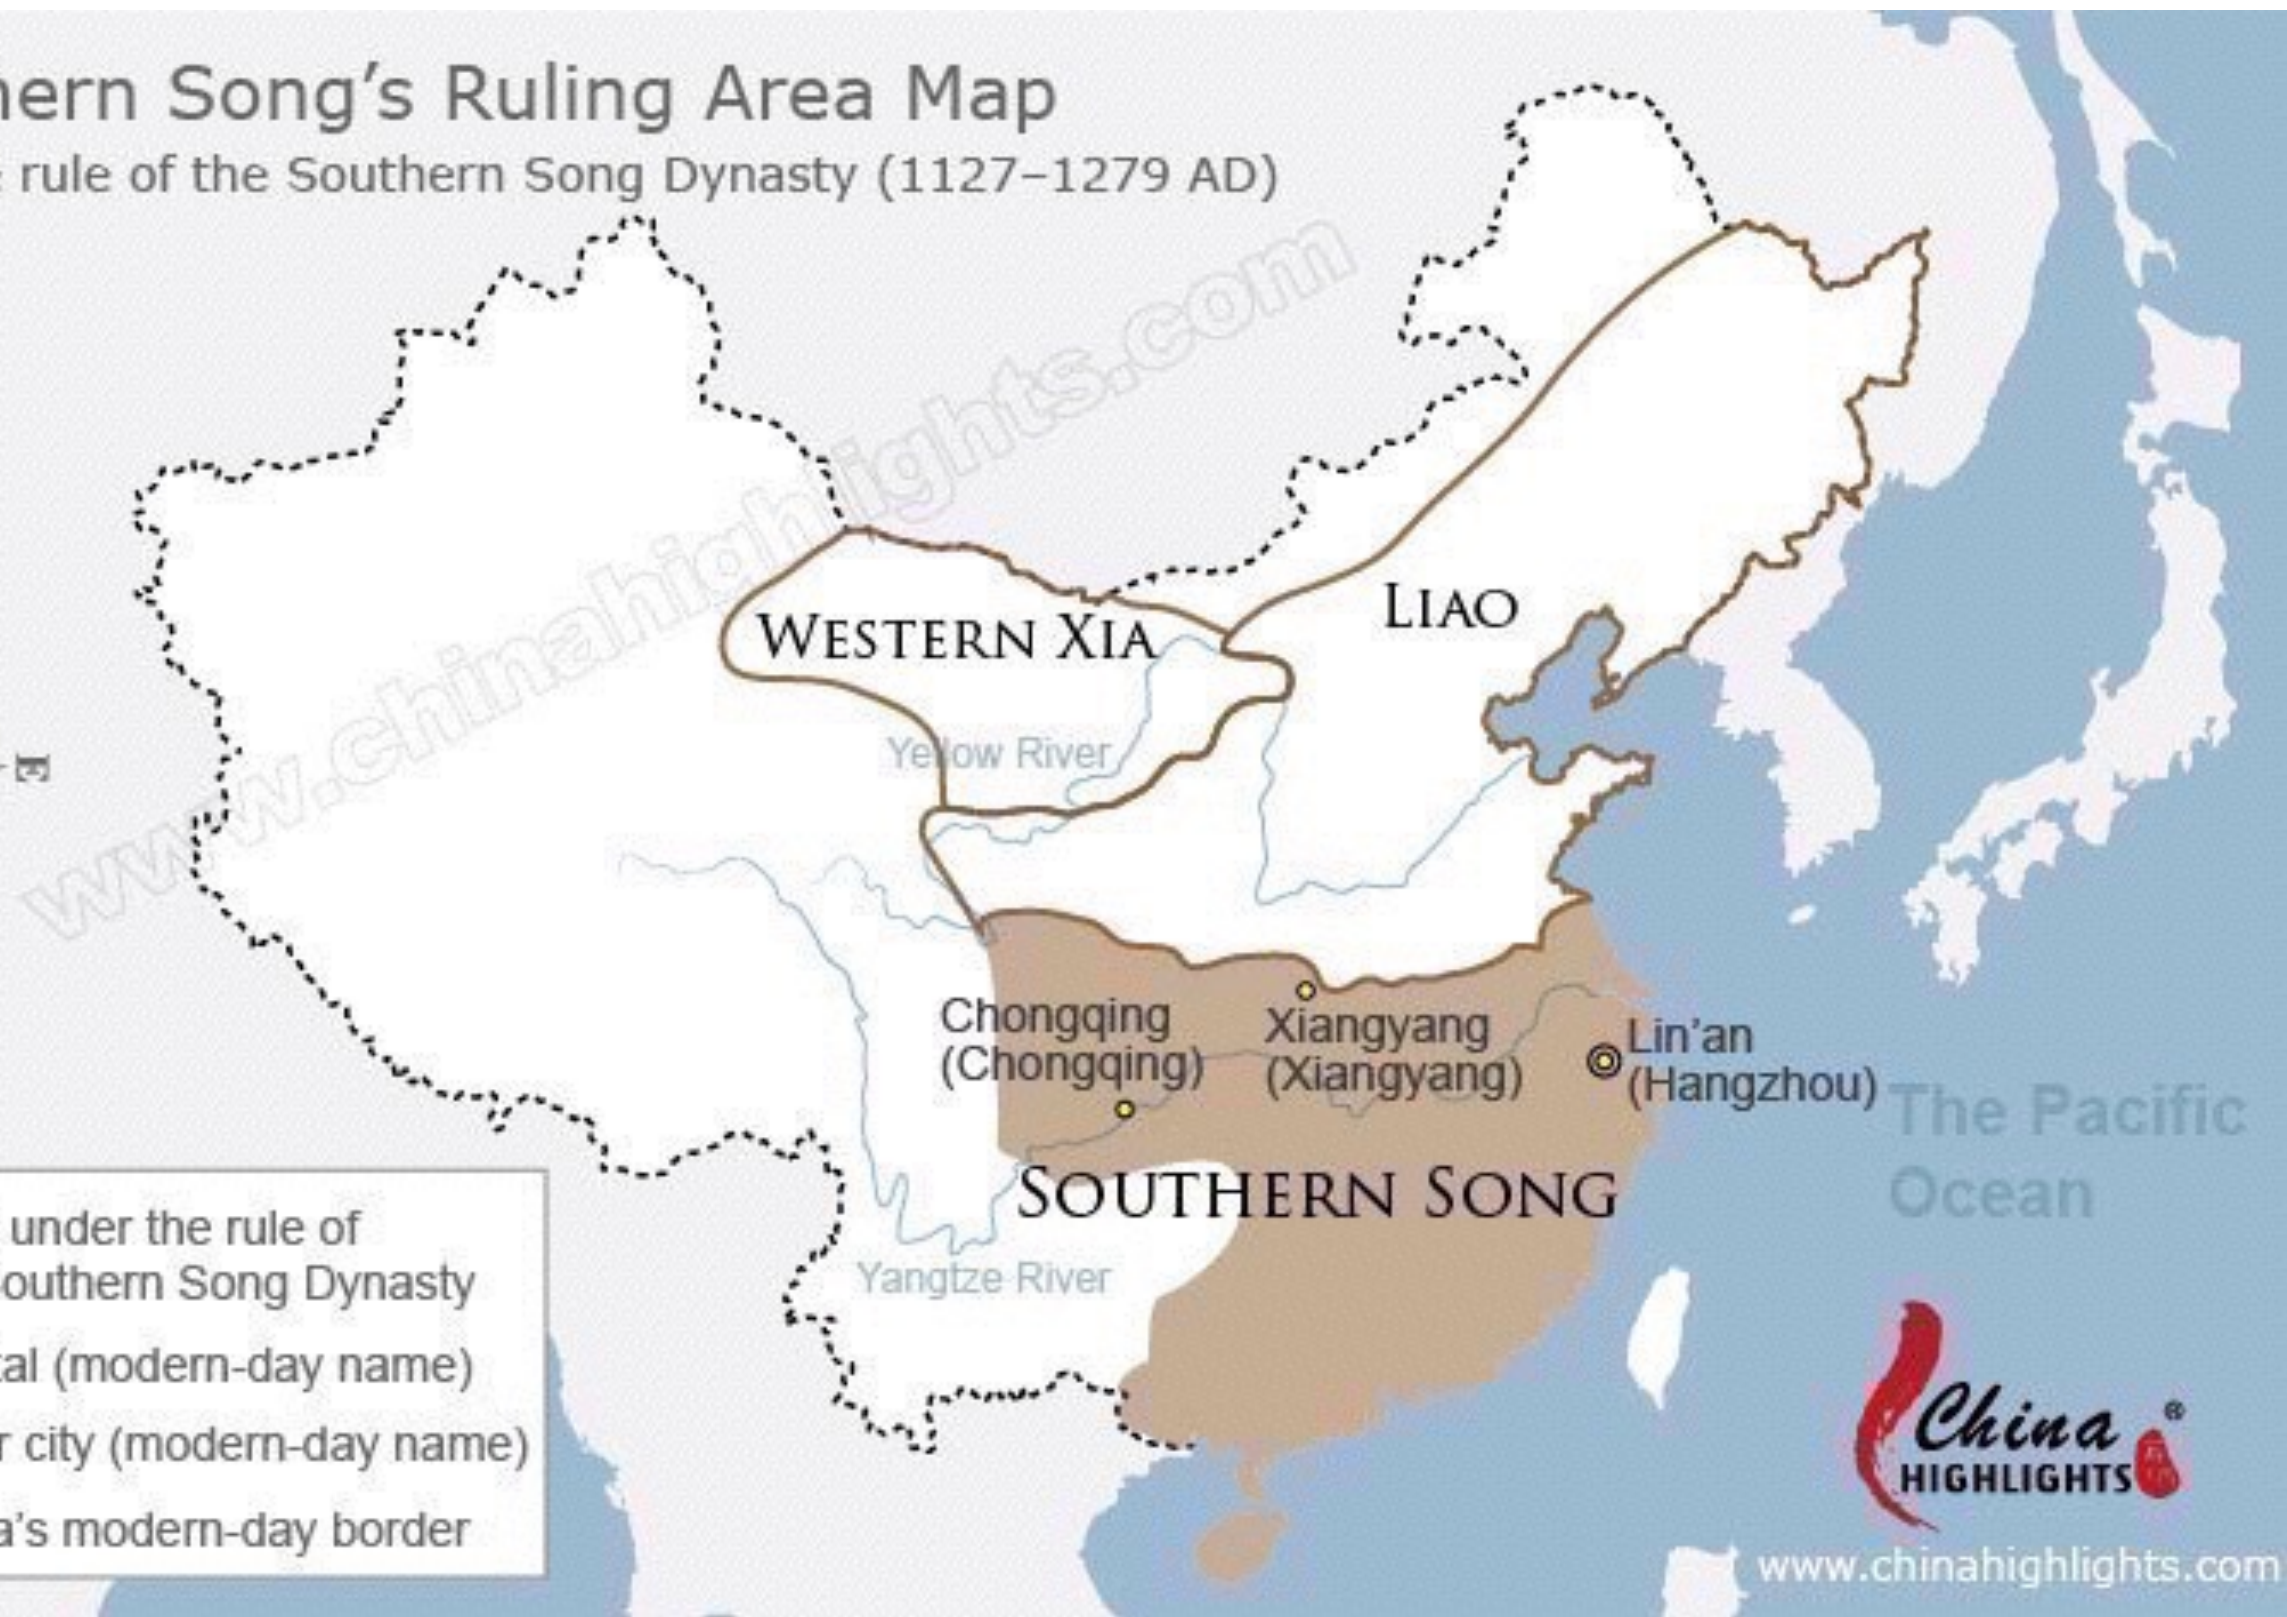 hern Song's Ruling Area Map
rule of the Southern Song Dynasty (1127–1279 AD)
www.chinahighlights.com
LIAO
WESTERN XIA
Yellow River
E
Chongqing
(Chongqing)
Xiangyang
(Xiangyang)
Lin'an
(Hangzhou)
The Pacific
Ocean
SOUTHERN SONG
Yangtze River
under the rule of
outhern Song Dynasty
tal (modern-day name)
r city (modern-day name)
a's modern-day border
China ®
HIGHLIGHTS
www.chinahighlights.com